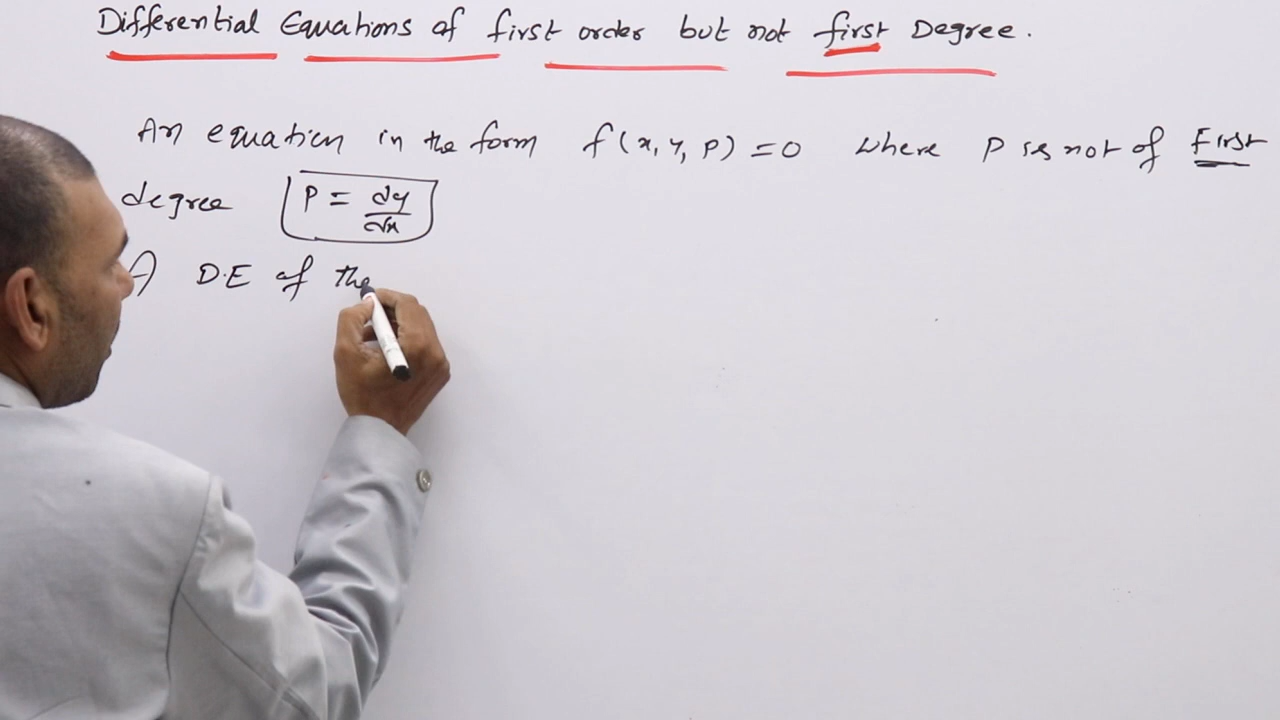 Differential Equations of first order but not first Degree.
An equation in the form f(x, y, p) = 0 where p is not of First
degree P = dy/dx
A D.E of the